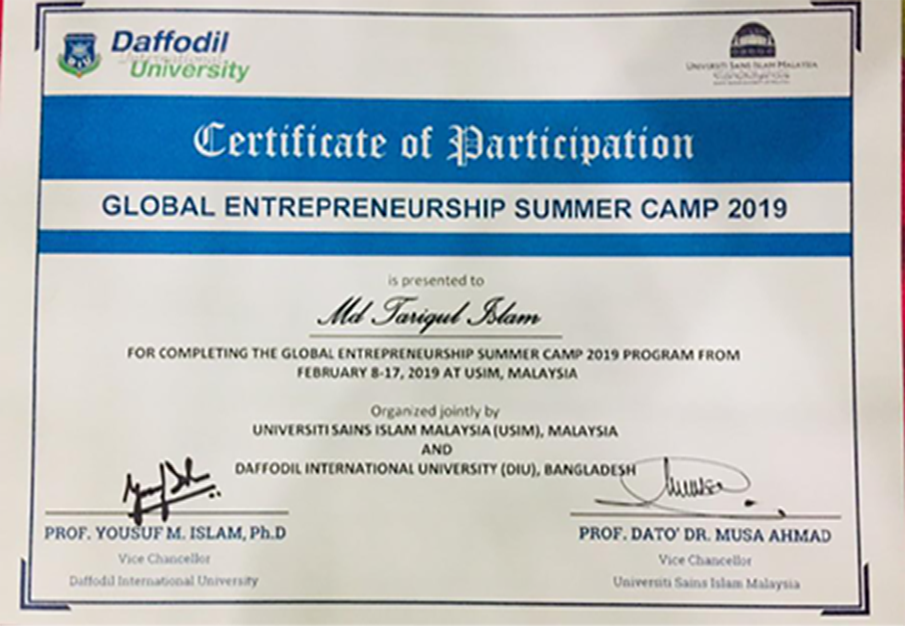 Daffodil
International
University
UNIVERSITI SAINS ISLAM MALAYSIA
Certificate of Participation
GLOBAL ENTREPRENEURSHIP SUMMER CAMP 2019
is presented to
Md Tariqul Islam
FOR COMPLETING THE GLOBAL ENTREPRENEURSHIP SUMMER CAMP 2019 PROGRAM FROM
FEBRUARY 8-17, 2019 AT USIM, MALAYSIA
Organized jointly by
UNIVERSITI SAINS ISLAM MALAYSIA (USIM), MALAYSIA
AND
DAFFODIL INTERNATIONAL UNIVERSITY (DIU), BANGLADESH
PROF. YOUSUF M. ISLAM, Ph.D
Vice Chancellor
Daffodil International University
PROF. DATO' DR. MUSA AHMAD
Vice Chancellor
Universiti Sains Islam Malaysia